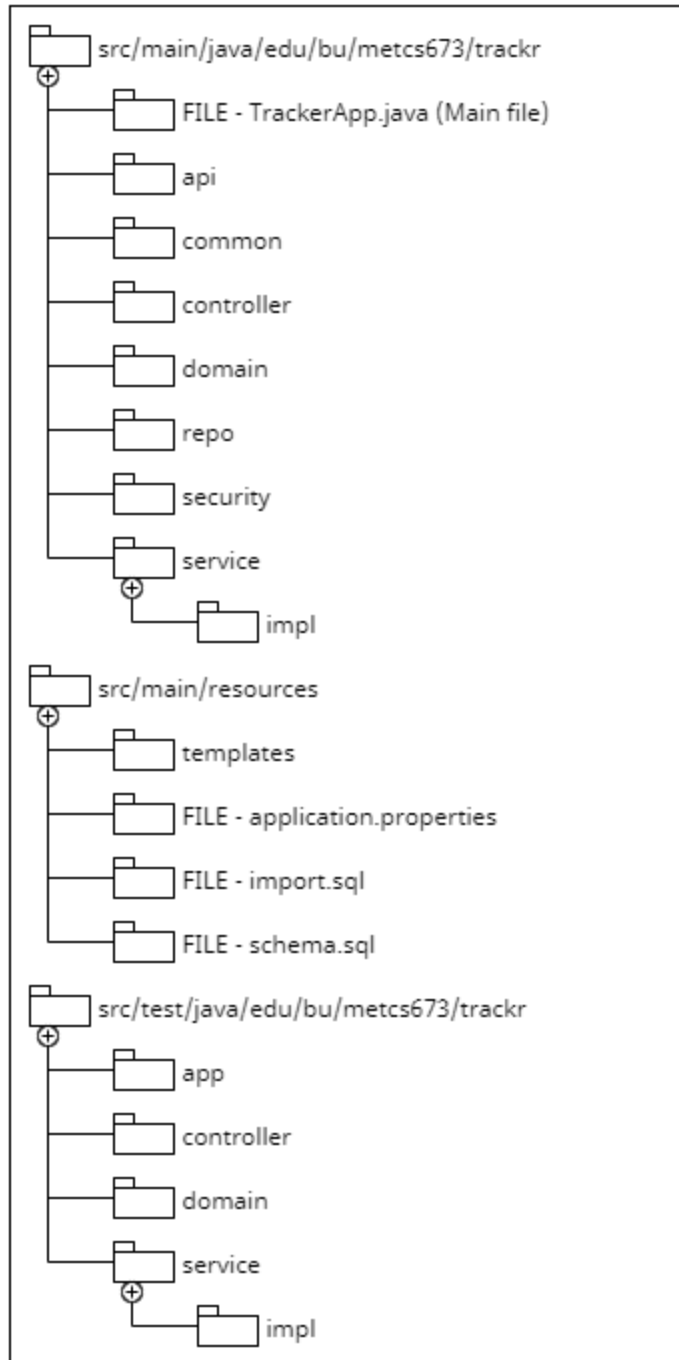 src/main/java/edu/bu/metcs673/trackr
FILE - TrackerApp.java (Main file)
api
common
controller
domain
repo
security
service
impl
src/main/resources
templates
FILE - application.properties
FILE - import.sql
FILE - schema.sql
src/test/java/edu/bu/metcs673/trackr
app
controller
domain
service
impl